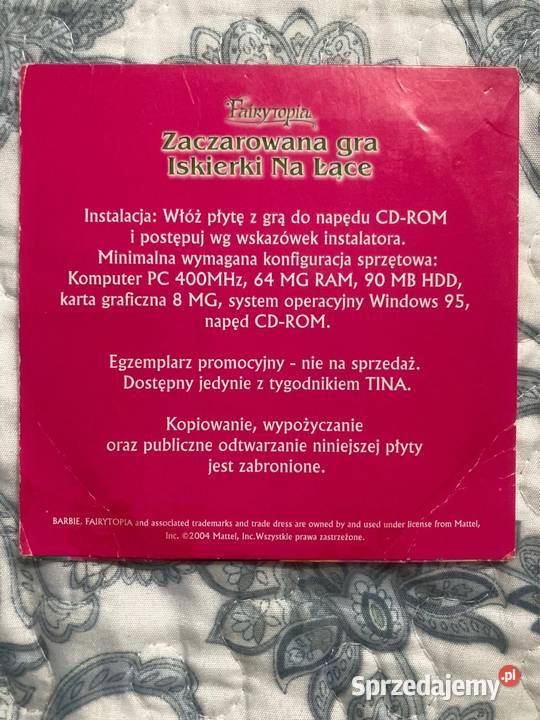 Fairytopia
Zaczarowana gra
Iskierki Na Łące
Instalacja: Włóż płytę z grą do napędu CD-ROM
i postępuj wg wskazówek instalatora.
Minimalna wymagana konfiguracja sprzętowa:
Komputer PC 400MHz, 64 MG RAM, 90 MB HDD,
karta graficzna 8 MG, system operacyjny Windows 95,
napęd CD-ROM.
Egzemplarz promocyjny - nie na sprzedaż.
Dostępny jedynie z tygodnikiem TINA.
Kopiowanie, wypożyczanie
oraz publiczne odtwarzanie niniejszej płyty
jest zabronione.
BARBIE, FAIRYTOPIA and associated trademarks and trade dress are owned by and used under license from Mattel,
Inc. ©2004 Mattel, Inc.Wszystkie prawa zastrzeżone.
Sprzedajemy.pl